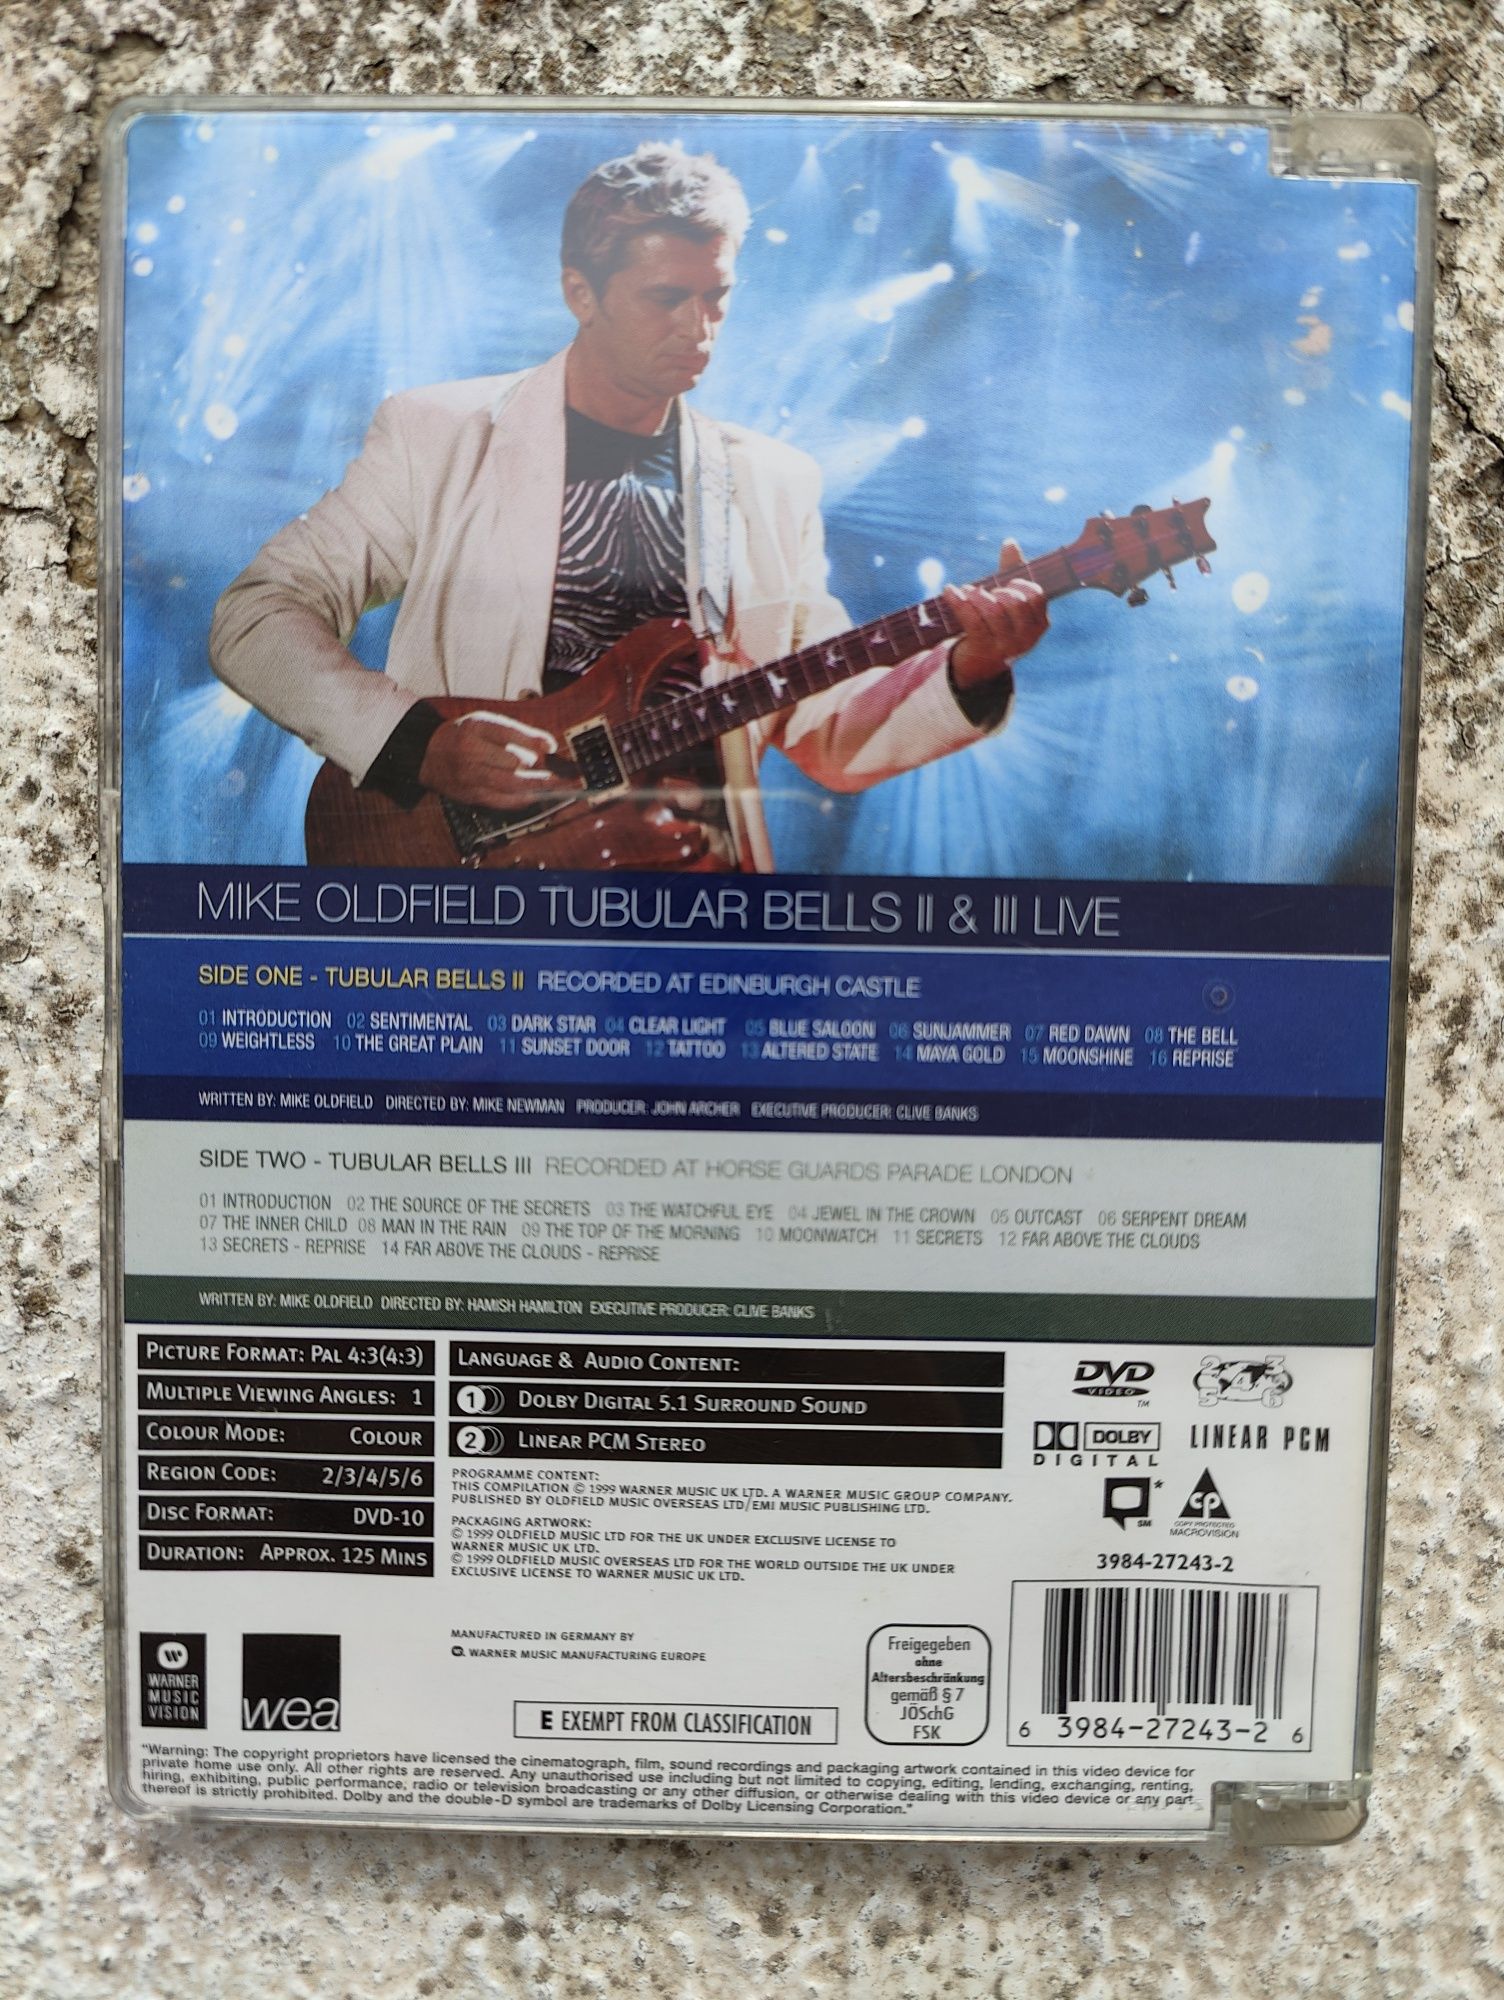 MIKE OLDFIELD TUBULAR BELLS II & III LIVE
SIDE ONE - TUBULAR BELLS II RECORDED AT EDINBURGH CASTLE
01 INTRODUCTION 02 SENTIMENTAL 03 DARK STAR 04 CLEAR LIGHT 05 BLUE SALOON 06 SUNJAMMER 07 RED DAWN 08 THE BELL
09 WEIGHTLESS 10 THE GREAT PLAIN 11 SUNSET DOOR 12 TATTOO 13 ALTERED STATE 14 MAYA GOLD 15 MOONSHINE 16 REPRISE
WRITTEN BY: MIKE OLDFIELD DIRECTED BY: MIKE NEWMAN PRODUCER: JOHN ARCHER EXECUTIVE PRODUCER: CLIVE BANKS
SIDE TWO - TUBULAR BELLS III RECORDED AT HORSE GUARDS PARADE LONDON
01 INTRODUCTION 02 THE SOURCE OF THE SECRETS 03 THE WATCHFUL EYE 04 JEWEL IN THE CROWN 05 OUTCAST 06 SERPENT DREAM
07 THE INNER CHILD 08 MAN IN THE RAIN 09 THE TOP OF THE MORNING 10 MOONWATCH 11 SECRETS 12 FAR ABOVE THE CLOUDS
13 SECRETS - REPRISE 14 FAR ABOVE THE CLOUDS - REPRISE
WRITTEN BY: MIKE OLDFIELD DIRECTED BY: HAMISH HAMILTON EXECUTIVE PRODUCER: CLIVE BANKS
PICTURE FORMAT: PAL 4:3(4:3)
MULTIPLE VIEWING ANGLES: 1
COLOUR MODE: COLOUR
REGION CODE: 2/3/4/5/6
DISC FORMAT: DVD-10
DURATION: APPROX. 125 MINS
LANGUAGE & AUDIO CONTENT:
1 DOLBY DIGITAL 5.1 SURROUND SOUND
2 LINEAR PCM STEREO
PROGRAMME CONTENT:
THIS COMPILATION © 1999 WARNER MUSIC UK LTD. A WARNER MUSIC GROUP COMPANY.
PUBLISHED BY OLDFIELD MUSIC OVERSEAS LTD/EMI MUSIC PUBLISHING LTD.
PACKAGING ARTWORK:
© 1999 OLDFIELD MUSIC LTD FOR THE UK UNDER EXCLUSIVE LICENSE TO
WARNER MUSIC UK LTD.
© 1999 OLDFIELD MUSIC OVERSEAS LTD FOR THE WORLD OUTSIDE THE UK UNDER
EXCLUSIVE LICENSE TO WARNER MUSIC UK LTD.
MANUFACTURED IN GERMANY BY
WARNER MUSIC MANUFACTURING EUROPE
DVD
VIDEO
TM
2 3
5 4 6
DOLBY
DIGITAL
LINEAR PCM
*
SM
CP
COPY PROTECTED
MACROVISION
3984-27243-2
6 3984-27243-2 6
WARNER
MUSIC
VISION
wea
E EXEMPT FROM CLASSIFICATION
Freigegeben
ohne
Altersbeschränkung
gemäß § 7
JÖSchG
FSK
"Warning: The copyright proprietors have licensed the cinematograph, film, sound recordings and packaging artwork contained in this video device for
private home use only. All other rights are reserved. Any unauthorised use including but not limited to copying, editing, lending, exchanging, renting,
hiring, exhibiting, public performance, radio or television broadcasting or any other diffusion, or otherwise dealing with this video device or any part
thereof is strictly prohibited. Dolby and the double-D symbol are trademarks of Dolby Licensing Corporation."